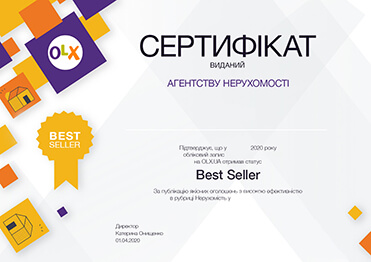 OLX
СЕРТИФІКАТ
ВИДАНИЙ
АГЕНТСТВУ НЕРУХОМОСТІ
BEST
SELLER
Підтверджує, що у 2020 року
обліковий запис
на OLX.UA отримав статус
Best Seller
За публікацію якісних оголошень з високою ефективністю
в рубриці Нерухомість у
Директор
Катерина Онищенко
01.04.2020